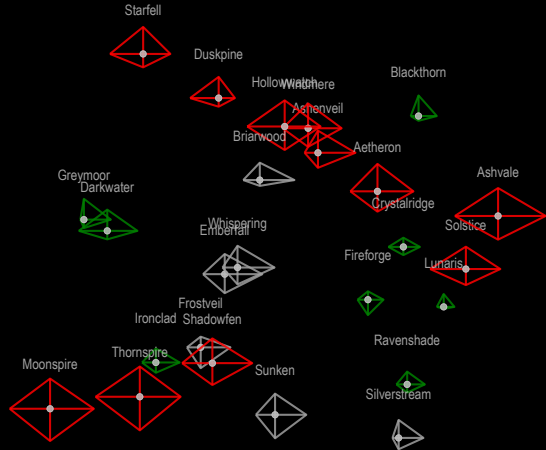 Starfell
Duskpine
Blackthorn
Hollowwatch
Windmere
Ashenveil
Briarwood
Aetheron
Greymoor
Darkwater
Ashvale
Crystalridge
Whispering
Emberfall
Solstice
Fireforge
Lunaris
Frostveil
Ironclad
Shadowfen
Ravenshade
Thornspire
Moonspire
Sunken
Silverstream